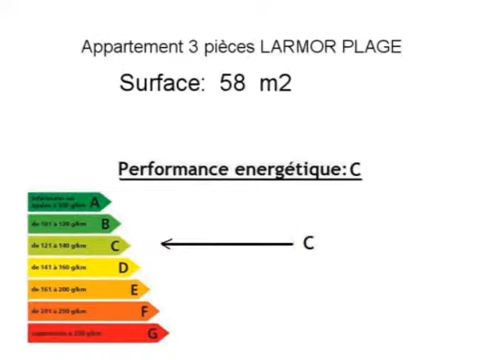 Appartement 3 pièces LARMOR PLAGE
Surface: 58 m2
Performance energétique: C
A
de 101 à 120 g/km B
de 121 à 140 g/km C
C
de 141 à 160 g/km D
de 161 à 200 g/km E
de 201 à 250 g/km F
G